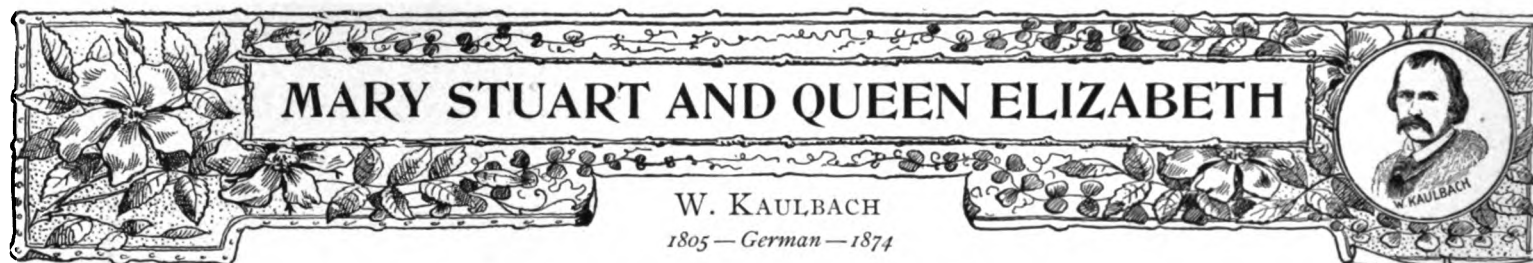 MARY STUART AND QUEEN ELIZABETH
W. KAULBACH
1805—German—1874
W KAULBACH